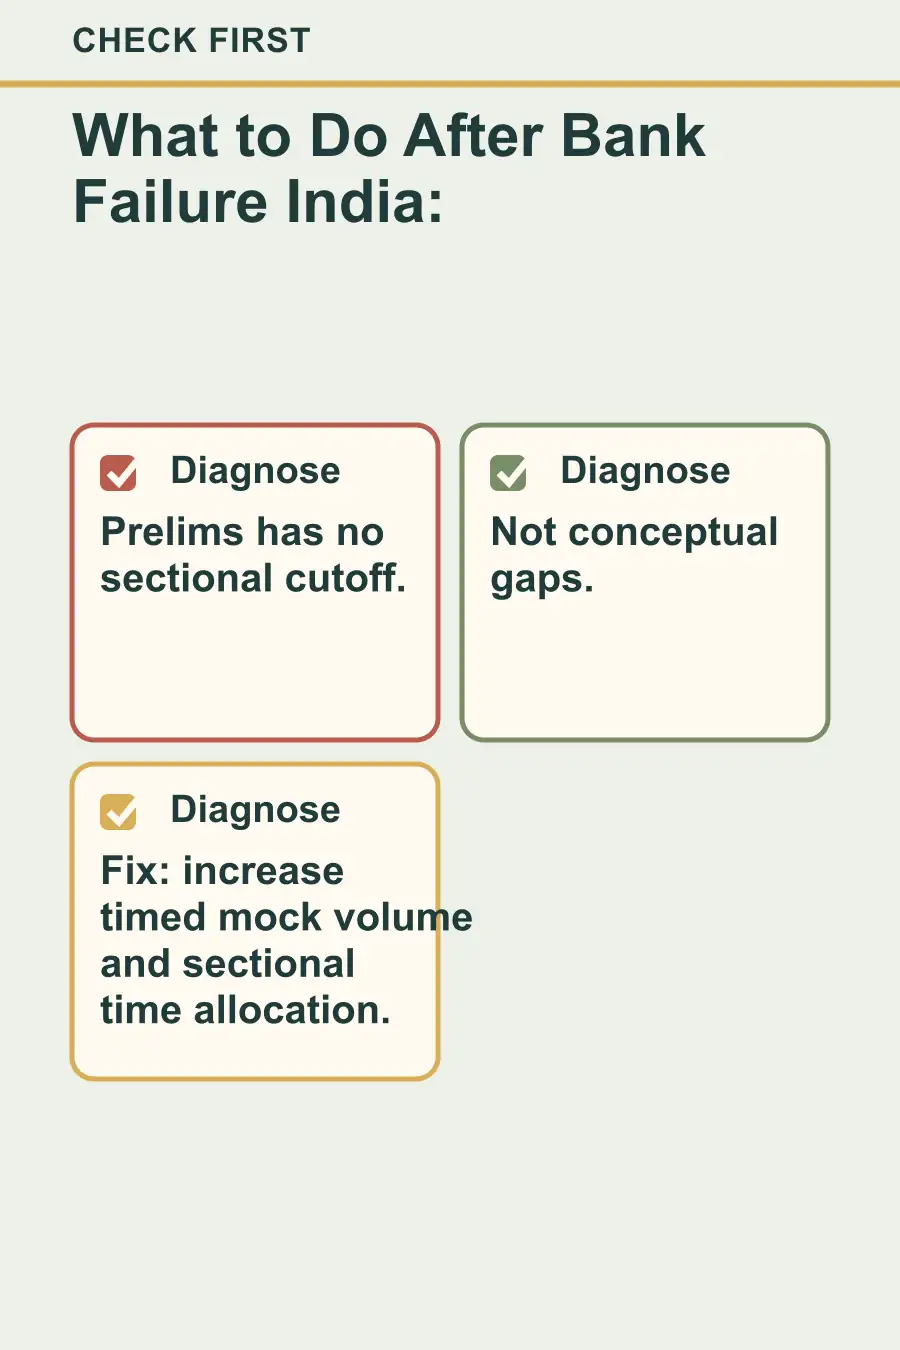 CHECK FIRST
What to Do After Bank
Failure India:
Diagnose
Prelims has no
sectional cutoff.
Diagnose
Not conceptual
gaps.
Diagnose
Fix: increase
timed mock volume
and sectional
time allocation.